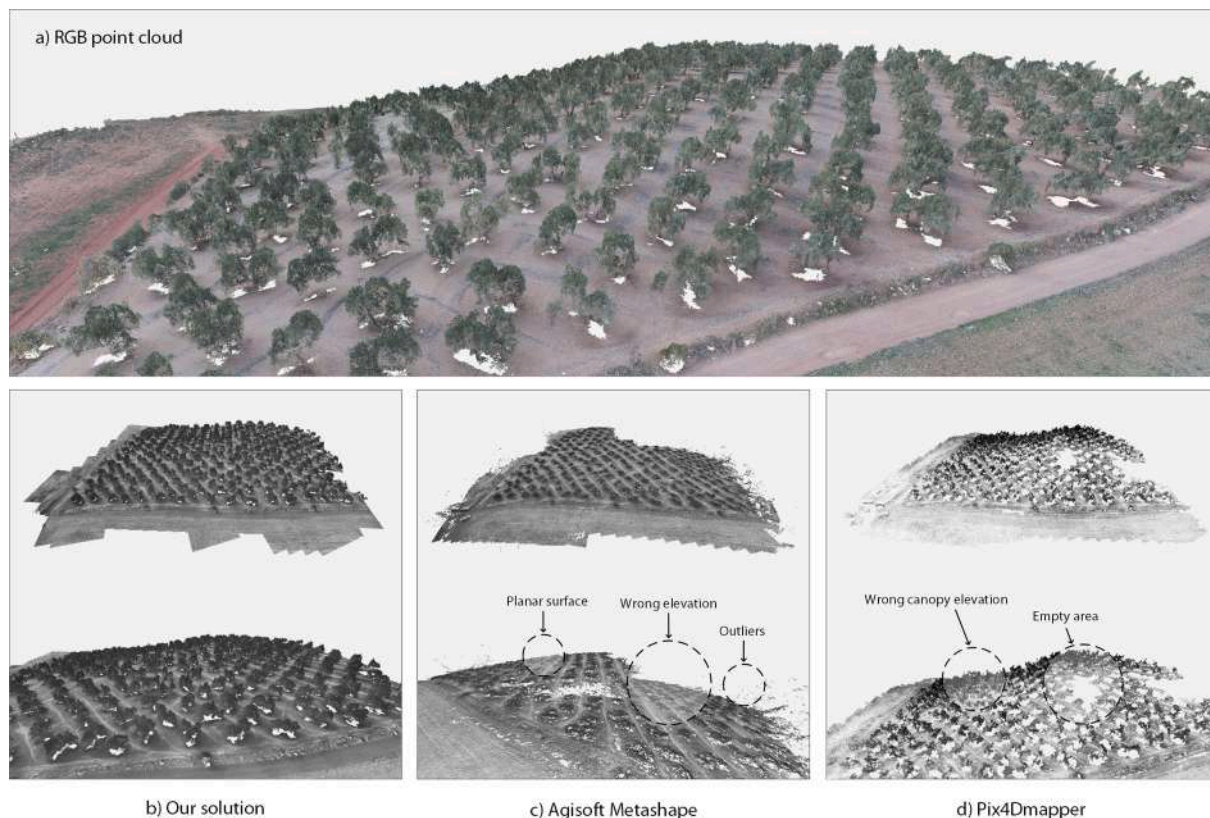 a) RGB point cloud
Planar surface
Wrong elevation
Outliers
Wrong canopy elevation
Empty area
b) Our solution
c) Agisoft Metashape
d) Pix4Dmapper